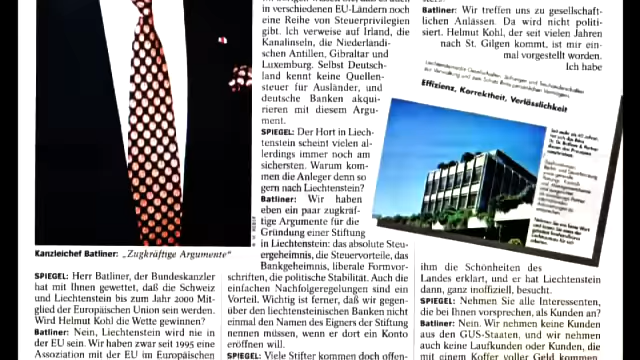 SPIEGEL: Herr Batliner, der Bundeskanzler
hat mit Ihnen gewettet, daß die Schweiz
und Liechtenstein bis zum Jahr 2000 Mit-
glied der Europäischen Union sein werden.
Wird Helmut Kohl die Wette gewinnen?
Batliner: Nein, Liechtenstein wird nie in
der EU sein. Wir haben zwar seit 1995 eine
Assoziation mit der EU im Europäischen
Kanzleichef Batliner: „Zugkräftige Argumente“
in verschiedenen EU-Ländern noch
eine Reihe von Steuerprivilegien
gibt. Ich verweise auf Irland, die
Kanalinseln, die Niederländi-
schen Antillen, Gibraltar und
Luxemburg. Selbst Deutsch-
land kennt keine Quellen-
steuer für Ausländer, und
deutsche Banken akqui-
rieren mit diesem Argu-
ment.
SPIEGEL: Der Hort in Liech-
tenstein scheint vielen al-
lerdings immer noch am
sichersten. Warum kom-
men die Anleger denn so
gern nach Liechtenstein?
Batliner: Wir haben
eben ein paar zugkräf-
tige Argumente für die
Gründung einer Stiftung
in Liechtenstein: das absolute Steu-
ergeheimnis, die Steuervorteile, das
Bankgeheimnis, liberale Formvor-
schriften, die politische Stabilität. Auch die
einfachen Nachfolgeregelungen sind ein
Vorteil. Wichtig ist ferner, daß wir gegen-
über den liechtensteinischen Banken nicht
einmal den Namen des Eigners der Stiftung
nennen müssen, wenn er dort ein Konto
eröffnen will.
SPIEGEL: Viele Stifter kommen doch offen-
Batliner: Wir treffen uns zu gesellschaft-
lichen Anlässen. Da wird nicht politi-
siert. Helmut Kohl, der seit vielen Jahren
nach St. Gilgen kommt, ist mir ein-
mal vorgestellt worden.
Ich habe
Effizienz, Korrektheit, Verlässlichkeit
ihm die Schönheiten des
Landes erklärt, und er hat Liechtenstein
dann, ganz inoffiziell, besucht.
SPIEGEL: Nehmen Sie alle Interessenten,
die bei Ihnen vorsprechen, als Kunden an?
Batliner: Nein. Wir nehmen keine Kunden
aus den GUS-Staaten, und wir nehmen
auch keine Laufkunden oder Kunden, die
mit einem Koffer voller Geld kommen